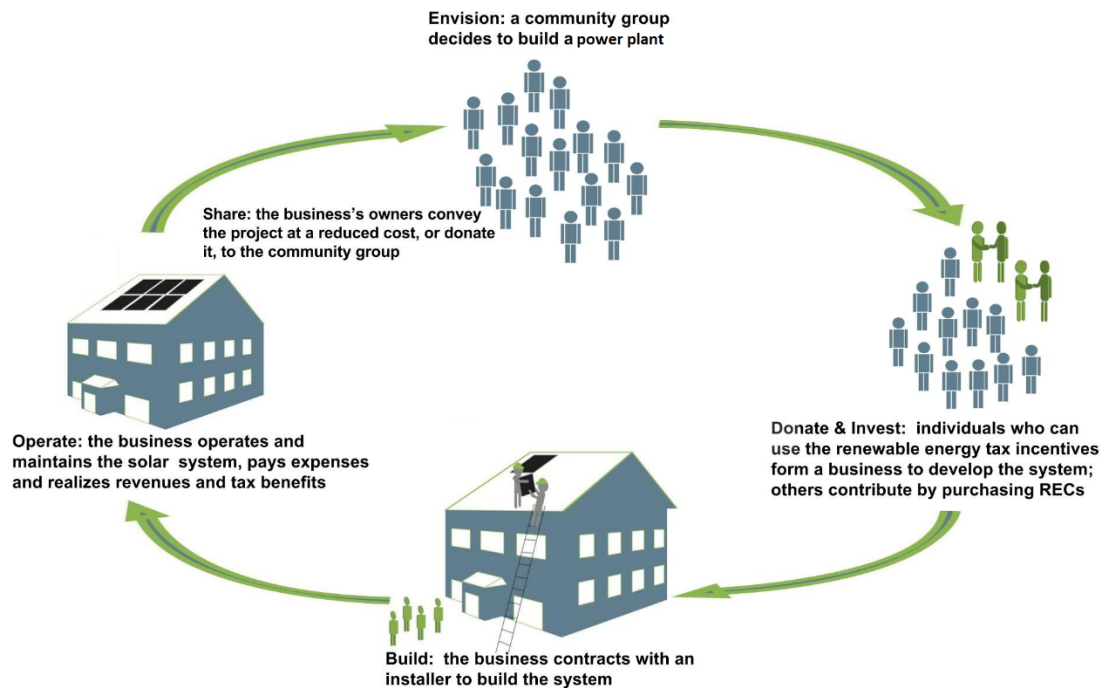 Envision: a community group
decides to build a power plant
Share: the business's owners convey
the project at a reduced cost, or donate
it, to the community group
Donate & Invest: individuals who can
use the renewable energy tax incentives
form a business to develop the system;
others contribute by purchasing RECs
Operate: the business operates and
maintains the solar system, pays expenses
and realizes revenues and tax benefits
Build: the business contracts with an
installer to build the system